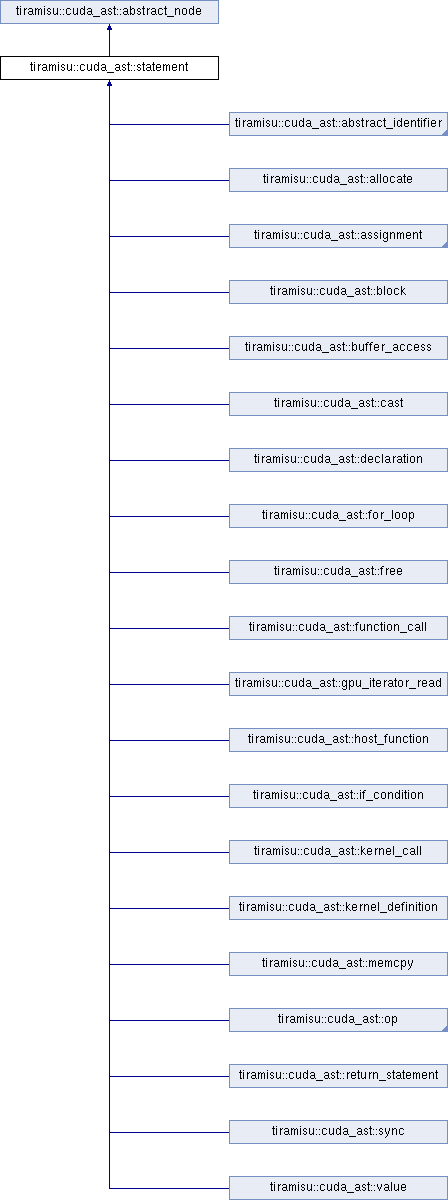 tiramisu::cuda_ast::abstract_node
tiramisu::cuda_ast::statement
tiramisu::cuda_ast::abstract_identifier
tiramisu::cuda_ast::allocate
tiramisu::cuda_ast::assignment
tiramisu::cuda_ast::block
tiramisu::cuda_ast::buffer_access
tiramisu::cuda_ast::cast
tiramisu::cuda_ast::declaration
tiramisu::cuda_ast::for_loop
tiramisu::cuda_ast::free
tiramisu::cuda_ast::function_call
tiramisu::cuda_ast::gpu_iterator_read
tiramisu::cuda_ast::host_function
tiramisu::cuda_ast::if_condition
tiramisu::cuda_ast::kernel_call
tiramisu::cuda_ast::kernel_definition
tiramisu::cuda_ast::memcpy
tiramisu::cuda_ast::op
tiramisu::cuda_ast::return_statement
tiramisu::cuda_ast::sync
tiramisu::cuda_ast::value